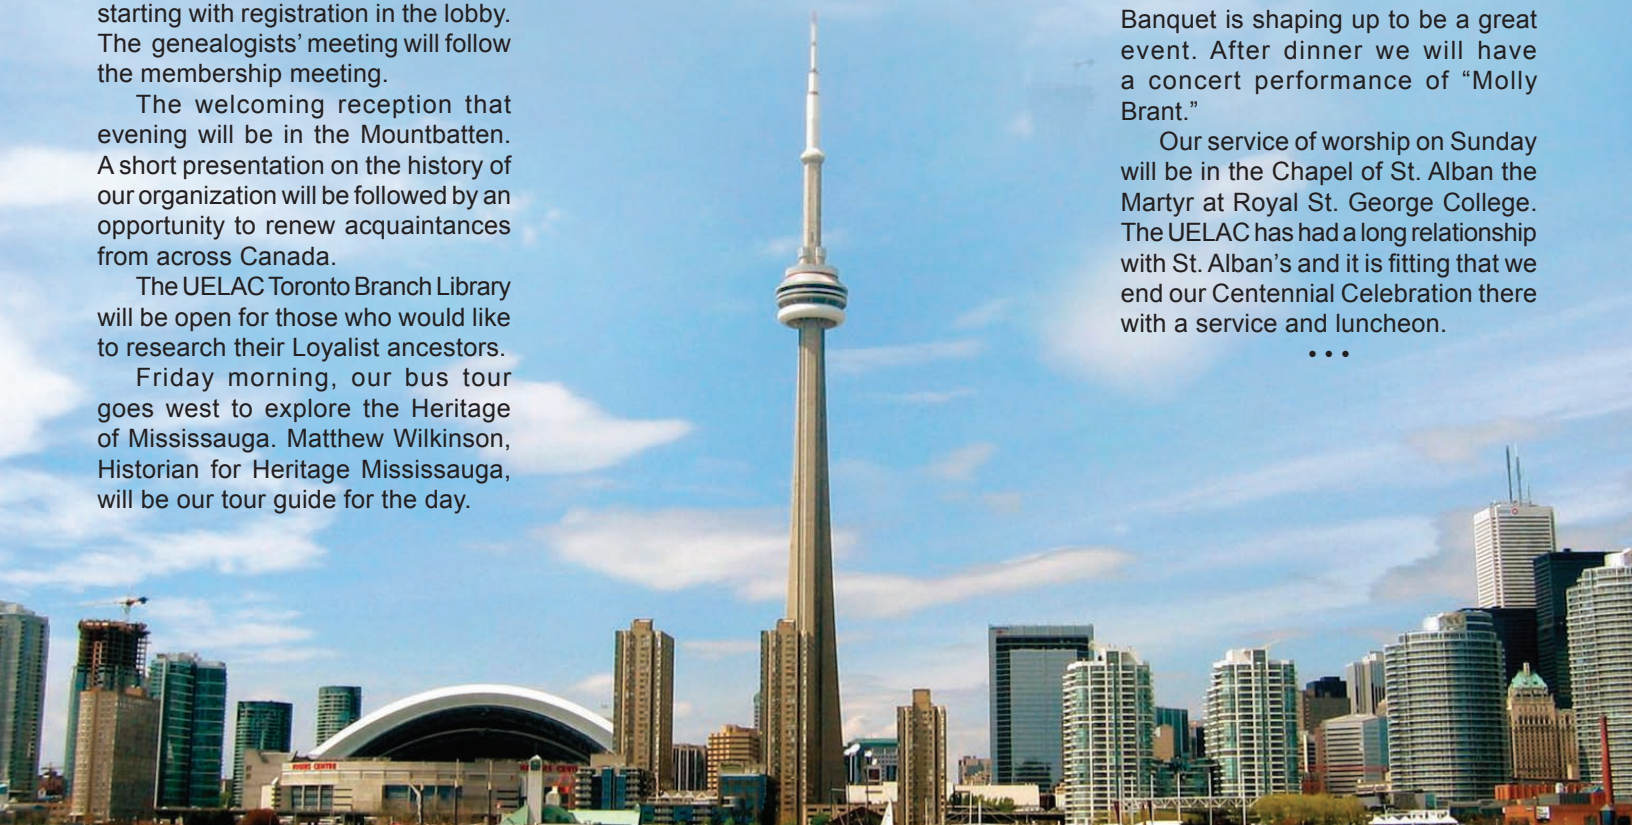 starting with registration in the lobby.
The genealogists’ meeting will follow
the membership meeting.
The welcoming reception that
evening will be in the Mountbatten.
A short presentation on the history of
our organization will be followed by an
opportunity to renew acquaintances
from across Canada.
The UELAC Toronto Branch Library
will be open for those who would like
to research their Loyalist ancestors.
Friday morning, our bus tour
goes west to explore the Heritage
of Mississauga. Matthew Wilkinson,
Historian for Heritage Mississauga,
will be our tour guide for the day.
Banquet is shaping up to be a great
event. After dinner we will have
a concert performance of “Molly
Brant.”
Our service of worship on Sunday
will be in the Chapel of St. Alban the
Martyr at Royal St. George College.
The UELAC has had a long relationship
with St. Alban’s and it is fitting that we
end our Centennial Celebration there
with a service and luncheon.
• • •
ROGERS CENTRE
ROGERS CENTRE